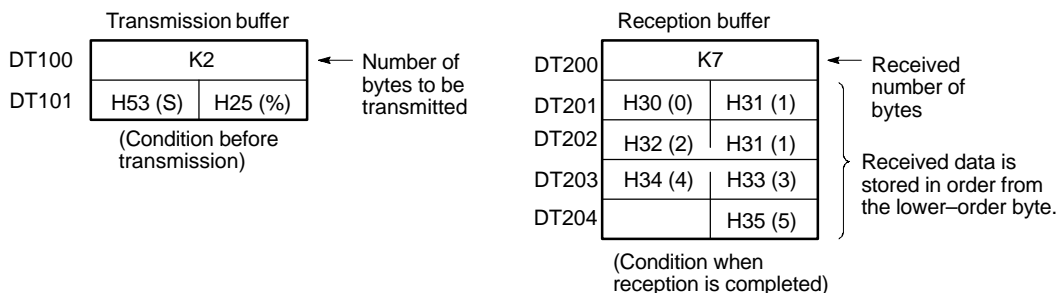 Transmission buffer
DT100
K2
Number of
bytes to be
transmitted
DT101
H53 (S)
H25 (%)
(Condition before
transmission)
Reception buffer
DT200
K7
Received
number of
bytes
DT201
H30 (0)
H31 (1)
DT202
H32 (2)
H31 (1)
DT203
H34 (4)
H33 (3)
DT204
H35 (5)
Received data is
stored in order from
the lower–order byte.
(Condition when
reception is completed)